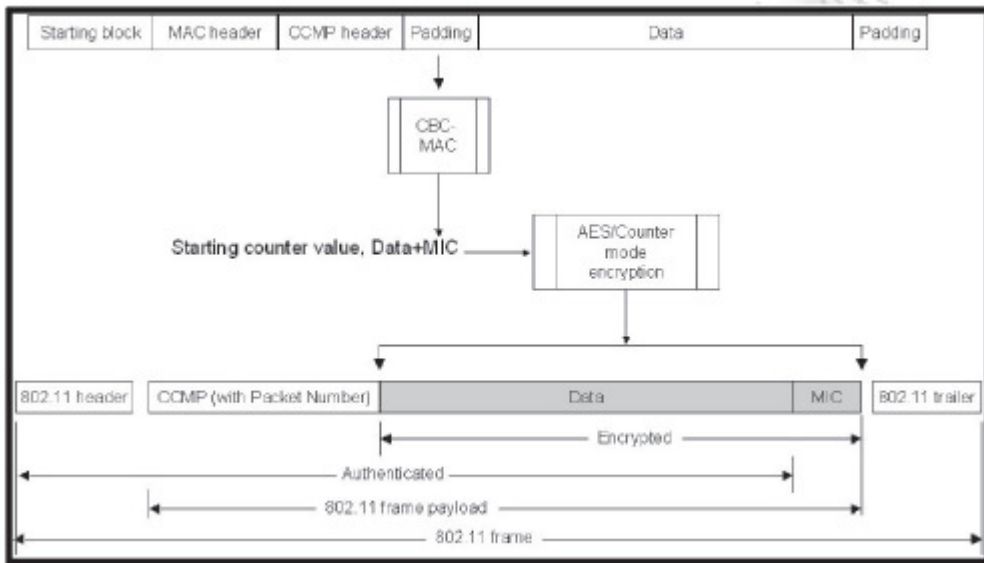 Starting block MAC header CCMP header Padding Data Padding
CBC-
MAC
Starting counter value, Data+MIC
AES/Counter
mode
encryption
802.11 header CCMP (with Packet Number) Data MIC 802.11 trailer
Encrypted
Authenticated
802.11 frame payload
802.11 frame